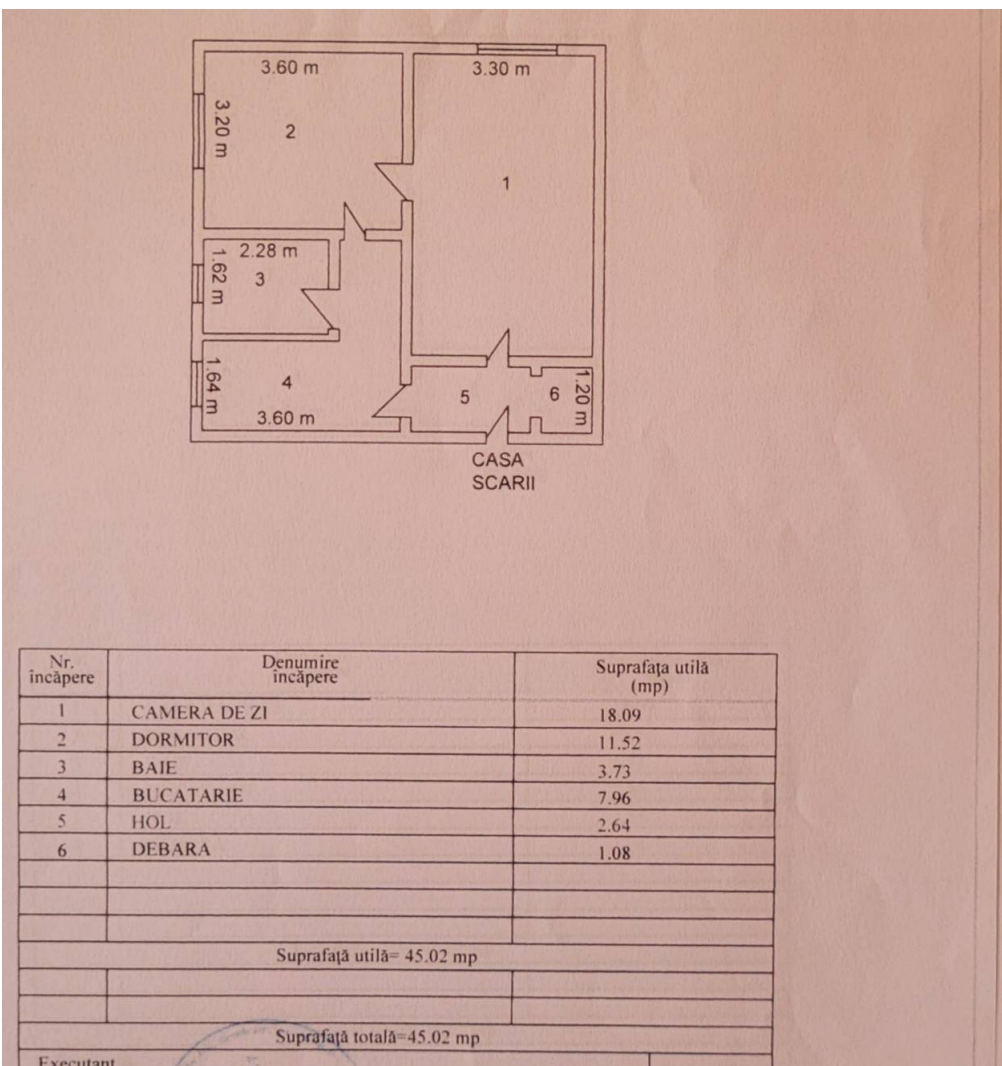 3.60 m
3.30 m
3.20 m
2
1
2.28 m
1.62 m
3
1.64 m
4
3.60 m
5
6
1.20 m
CASA
SCARII
Nr.
încăpere
Denumire
încăpere
Suprafaţa utilă
(mp)
1 CAMERA DE ZI 18.09
2 DORMITOR 11.52
3 BAIE 3.73
4 BUCATARIE 7.96
5 HOL 2.64
6 DEBARA 1.08
Suprafaţă utilă= 45.02 mp
Suprafaţă totală=45.02 mp
Executant